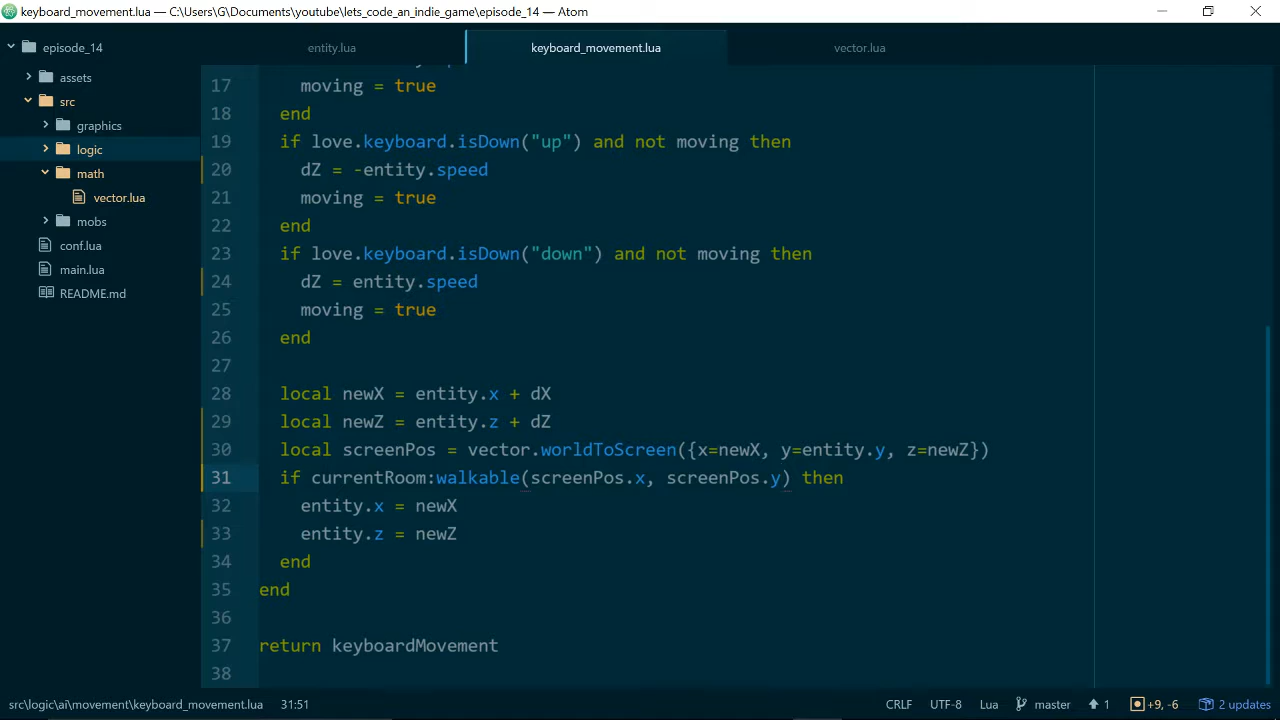 keyboard_movement.lua — C:\Users\G\Documents\youtube\lets_code_an_indie_game\episode_14 — Atom
episode_14
assets
src
graphics
logic
math
vector.lua
mobs
conf.lua
main.lua
README.md
entity.lua
keyboard_movement.lua
vector.lua
17 moving = true
18 end
19 if love.keyboard.isDown("up") and not moving then
20 dZ = -entity.speed
21 moving = true
22 end
23 if love.keyboard.isDown("down") and not moving then
24 dZ = entity.speed
25 moving = true
26 end
27
28 local newX = entity.x + dX
29 local newZ = entity.z + dZ
30 local screenPos = vector.worldToScreen({x=newX, y=entity.y, z=newZ})
31 if currentRoom:walkable(screenPos.x, screenPos.y) then
32 entity.x = newX
33 entity.z = newZ
34 end
35 end
36
37 return keyboardMovement
38
src\logic\ai\movement\keyboard_movement.lua 31:51 CRLF UTF-8 Lua master 1 +9, -6 2 updates